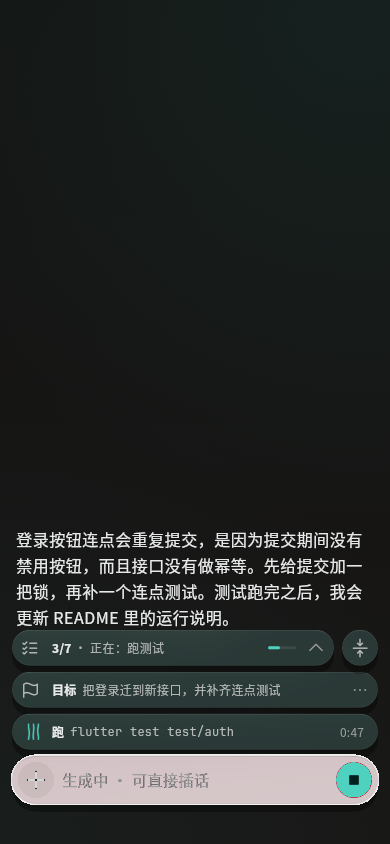 登录按钮连点会重复提交，是因为提交期间没有
禁用按钮，而且接口没有做幂等。先给提交加一
把锁，再补一个连点测试。测试跑完之后，我会
更新 README 里的运行说明。
3/7 · 正在：跑测试
目标 把登录迁到新接口，并补齐连点测试
跑 flutter test test/auth 0:47
生成中 · 可直接插话